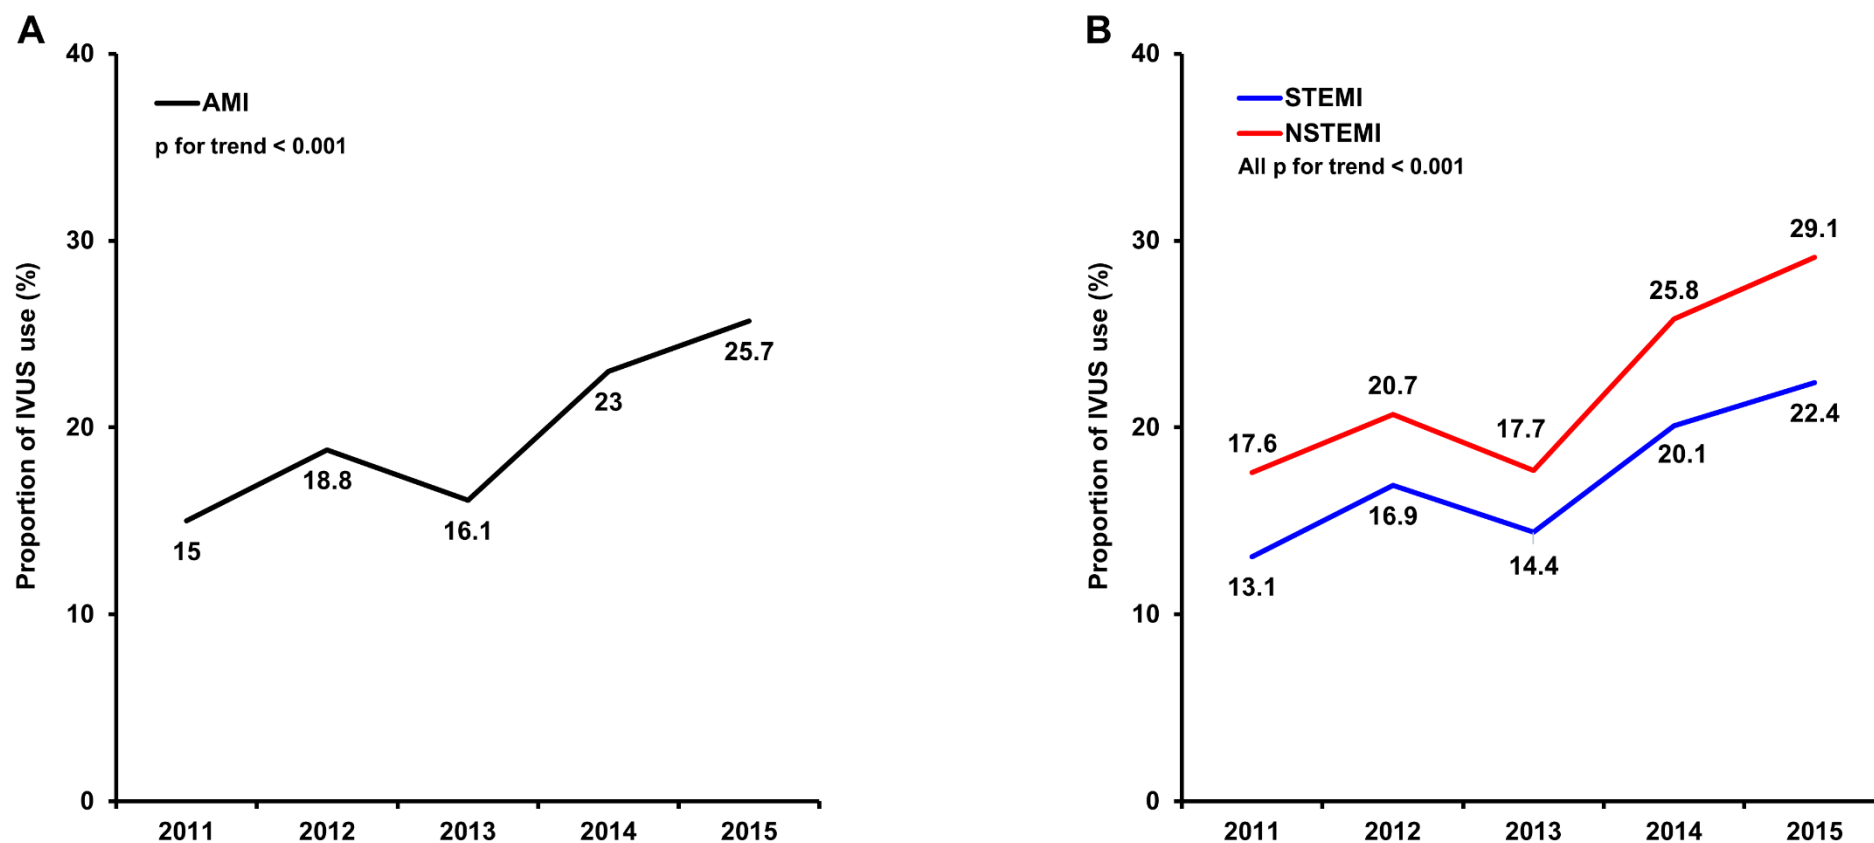 A
40
30
20
10
0
Proportion of IVUS use (%)
AMI
p for trend < 0.001
15
18.8
16.1
23
25.7
2011 2012 2013 2014 2015
B
40
30
20
10
0
Proportion of IVUS use (%)
STEMI
NSTEMI
All p for trend < 0.001
17.6
20.7
17.7
25.8
29.1
13.1
16.9
14.4
20.1
22.4
2011 2012 2013 2014 2015